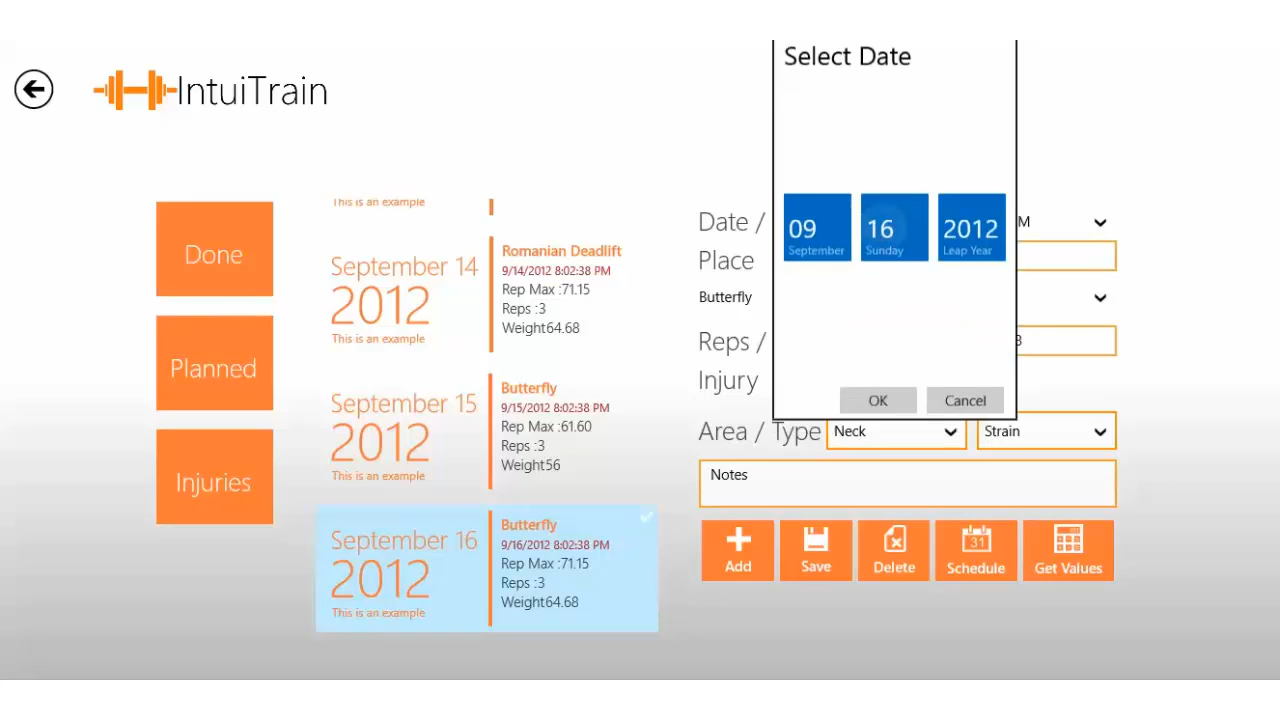 IntuiTrain
Done
Planned
Injuries
This is an example
September 14
2012
This is an example
Romanian Deadlift
9/14/2012 8:02:38 PM
Rep Max :71.15
Reps :3
Weight64.68
September 15
2012
This is an example
Butterfly
9/15/2012 8:02:38 PM
Rep Max :61.60
Reps :3
Weight56
September 16
2012
This is an example
Butterfly
9/16/2012 8:02:38 PM
Rep Max :71.15
Reps :3
Weight64.68
Select Date
09
September
16
Sunday
2012
Leap Year
OK
Cancel
Date /
M
Place
Butterfly
Reps /
3
Injury
Area / Type
Neck
Strain
Notes
Add
Save
Delete
31
Schedule
Get Values